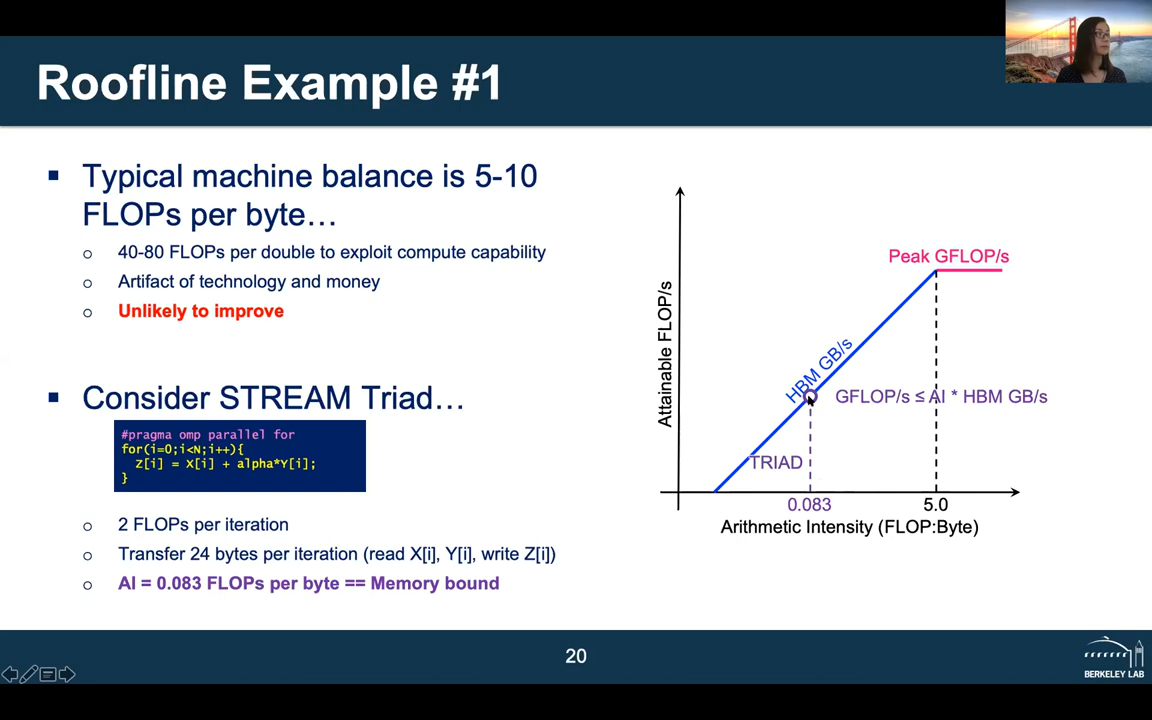 Roofline Example #1
▪ Typical machine balance is 5-10
FLOPs per byte…
o 40-80 FLOPs per double to exploit compute capability
o Artifact of technology and money
o Unlikely to improve
▪ Consider STREAM Triad…
#pragma omp parallel for
for(i=0;i<N;i++){
Z[i] = X[i] + alpha*Y[i];
}
o 2 FLOPs per iteration
o Transfer 24 bytes per iteration (read X[i], Y[i], write Z[i])
o AI = 0.083 FLOPs per byte == Memory bound
Attainable FLOP/s
Peak GFLOP/s
HBM GB/s
GFLOP/s ≤ AI * HBM GB/s
TRIAD
0.083
5.0
Arithmetic Intensity (FLOP:Byte)
20
BERKELEY LAB